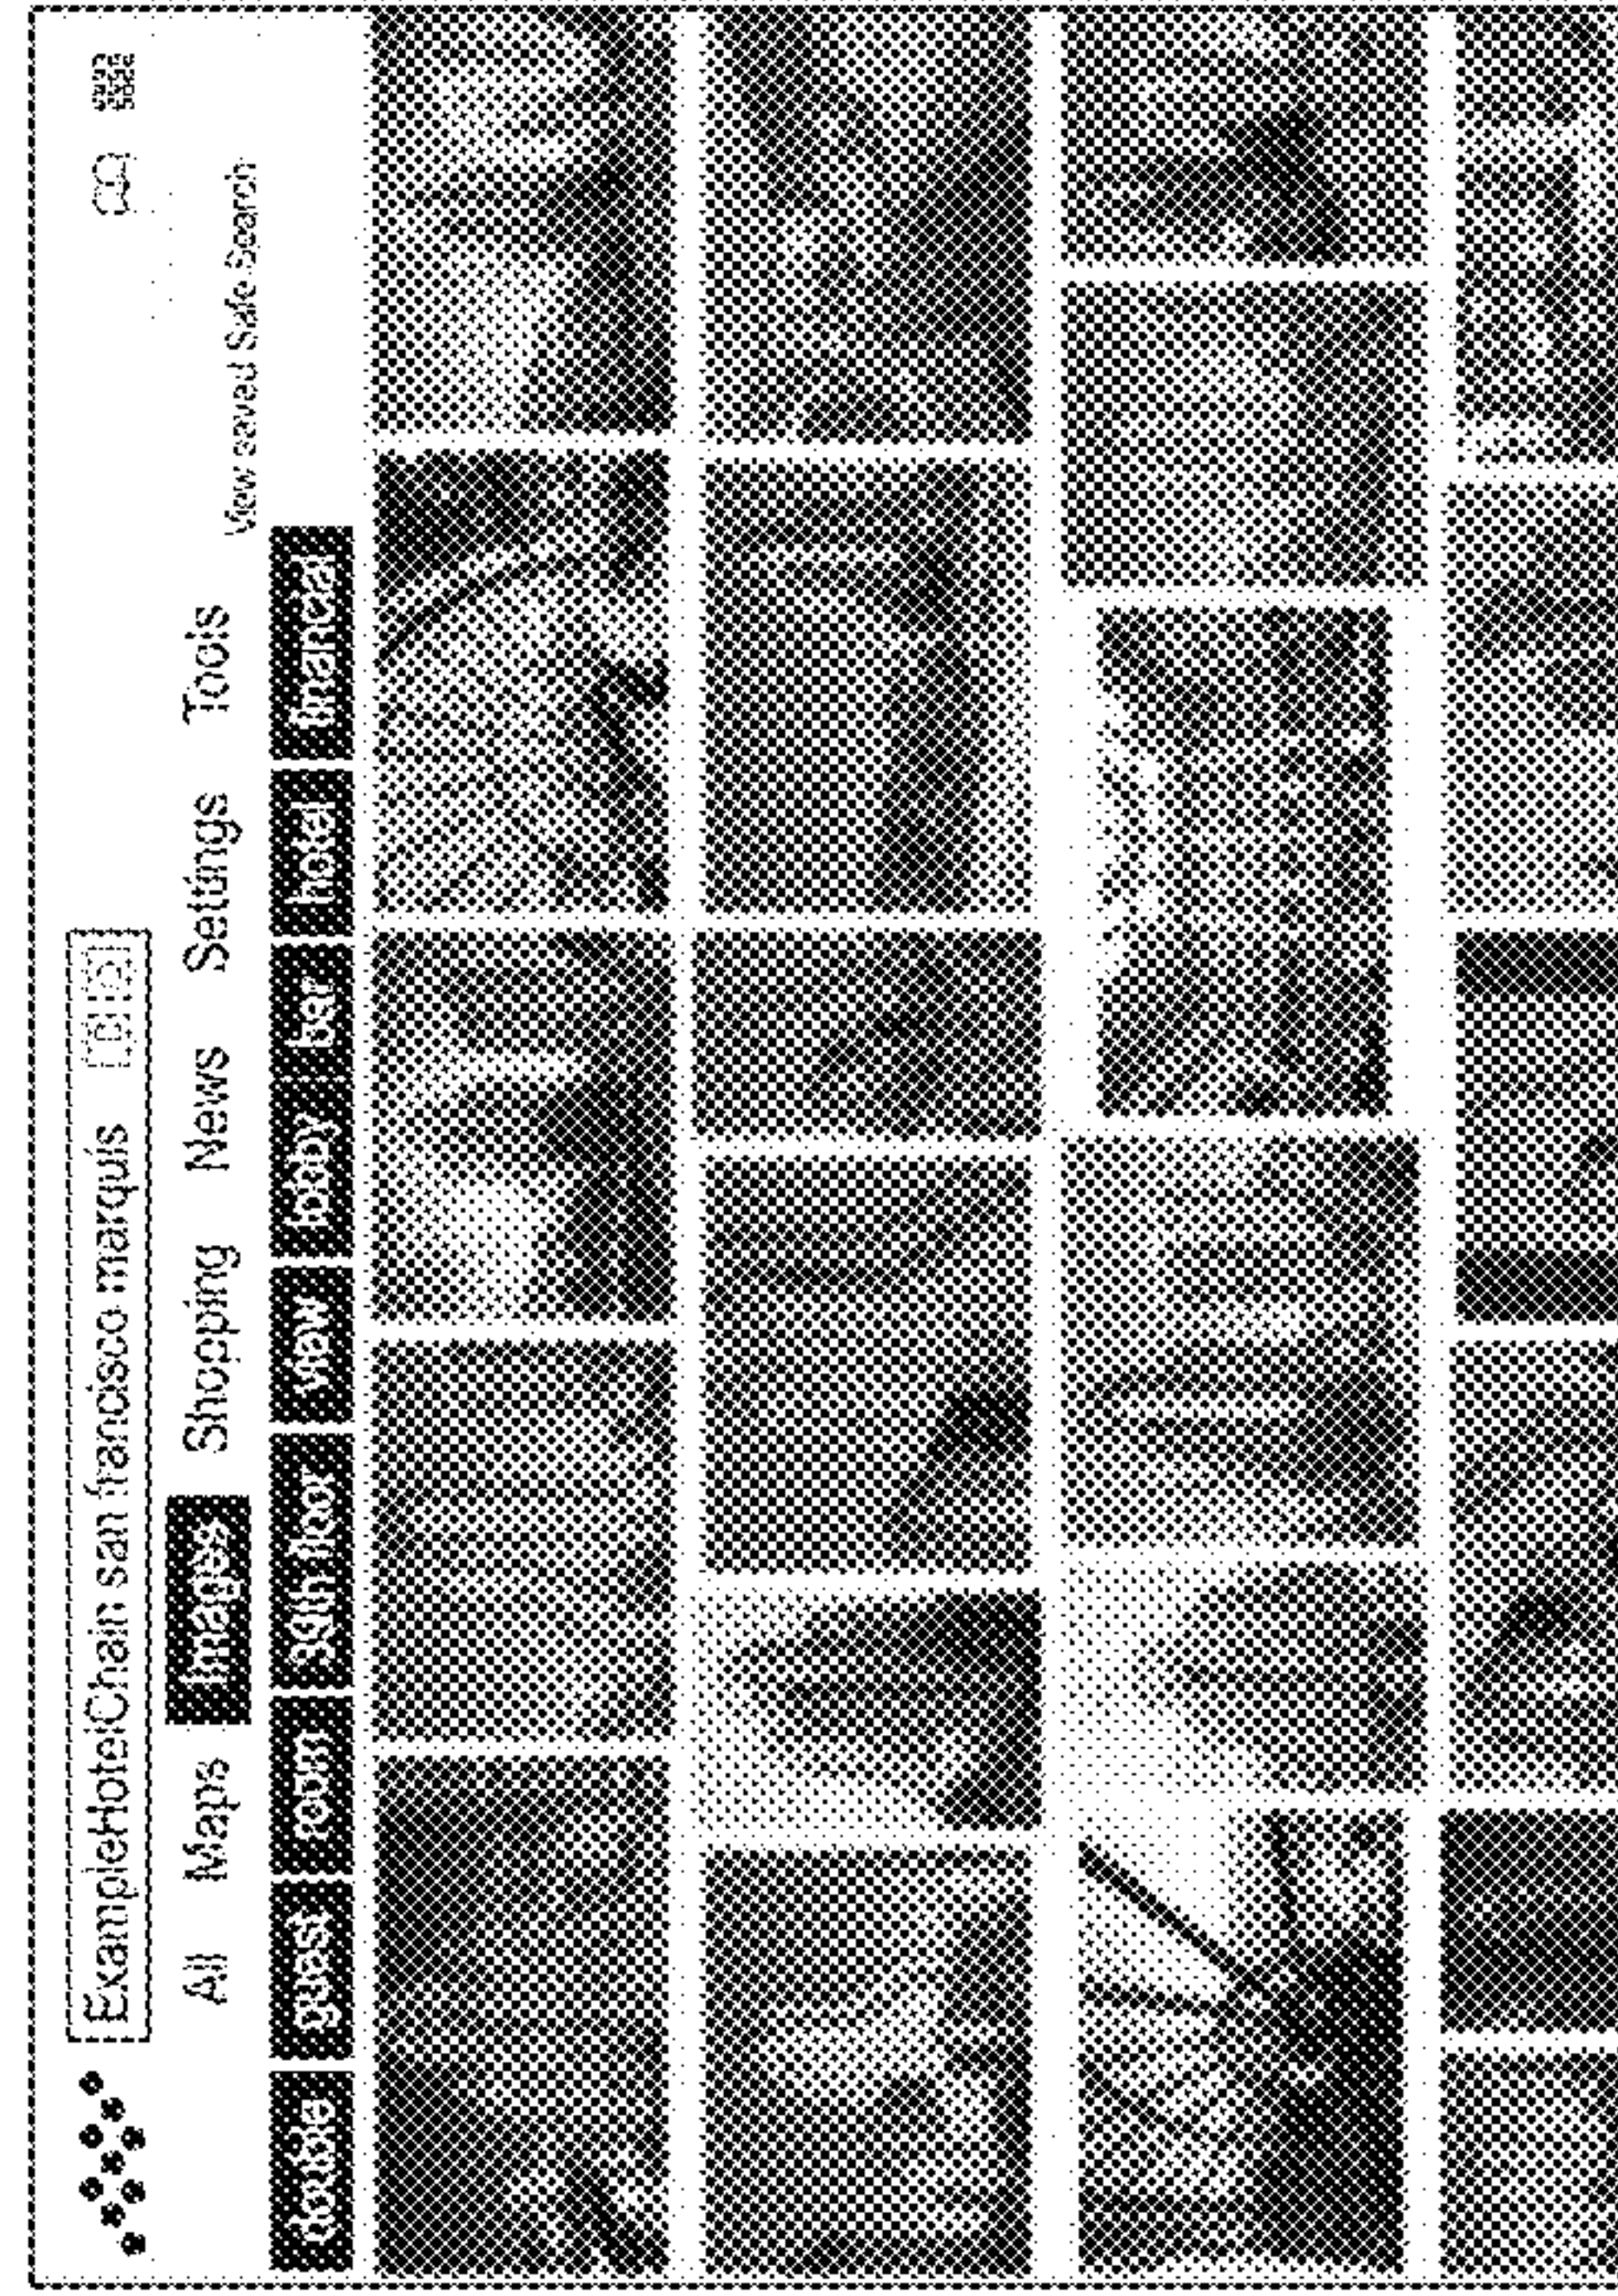 ExampleHotelChain san francisco marquis
All Maps Images Shopping News Settings Tools
View saved Safe Search
double guest room 39th floor view lobby bar hotel financal